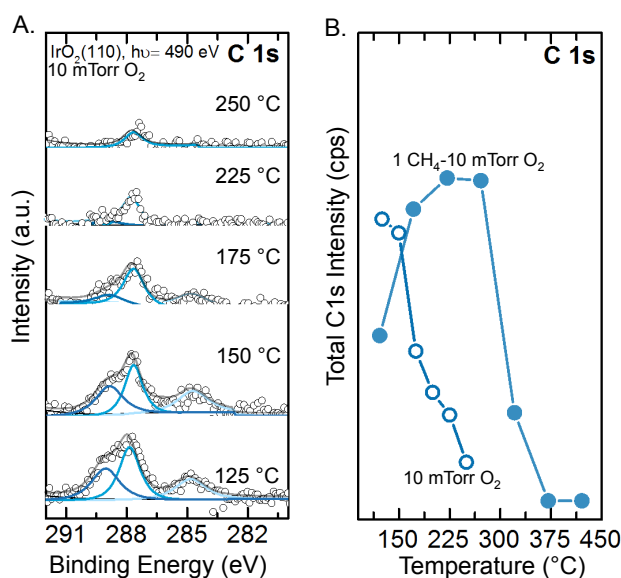 A.
IrO₂(110), hυ= 490 eV C 1s
10 mTorr O₂
250 °C
225 °C
175 °C
150 °C
125 °C
Intensity (a.u.)
291 288 285 282
Binding Energy (eV)
B.
C 1s
1 CH₄-10 mTorr O₂
10 mTorr O₂
Total C1s Intensity (cps)
150 225 300 375 450
Temperature (°C)